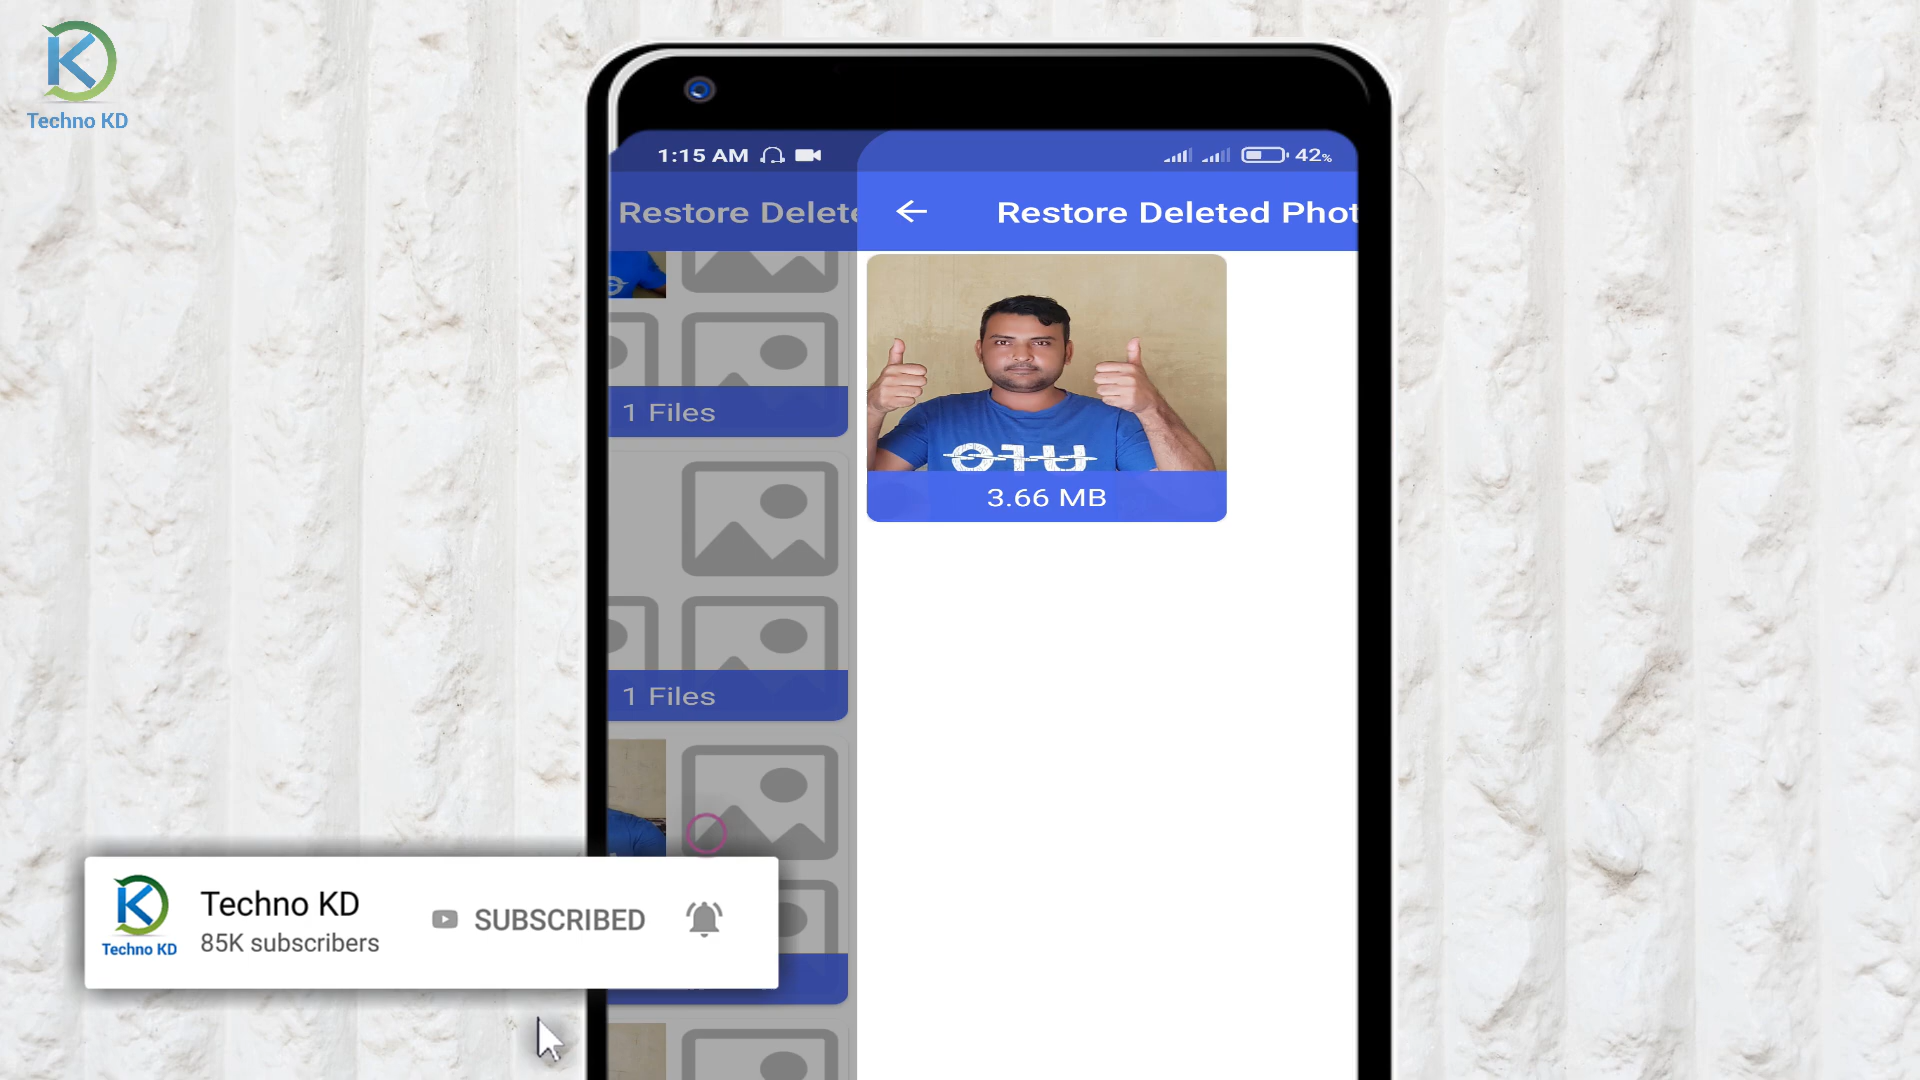 Techno KD
1:15 AM
42%
Restore Delete
Restore Deleted Phot
3.66 MB
1 Files
1 Files
Techno KD
85K subscribers
SUBSCRIBED
Techno KD